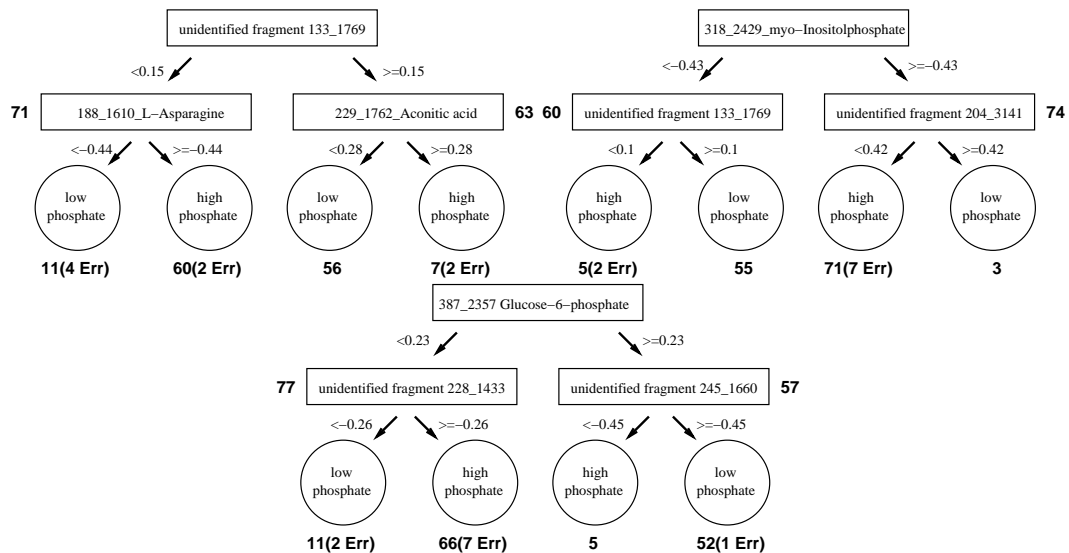 unidentified fragment 133_1769
<0.15
>=0.15
71
188_1610_L−Asparagine
229_1762_Aconitic acid
63
<−0.44
>=−0.44
<0.28
>=0.28
low
phosphate
high
phosphate
low
phosphate
high
phosphate
11(4 Err)
60(2 Err)
56
7(2 Err)
318_2429_myo−Inositolphosphate
<−0.43
>=−0.43
60
unidentified fragment 133_1769
unidentified fragment 204_3141
74
<0.1
>=0.1
<0.42
>=0.42
high
phosphate
low
phosphate
high
phosphate
low
phosphate
5(2 Err)
55
71(7 Err)
3
387_2357 Glucose−6−phosphate
<0.23
>=0.23
77
unidentified fragment 228_1433
unidentified fragment 245_1660
57
<−0.26
>=−0.26
<−0.45
>=−0.45
low
phosphate
high
phosphate
high
phosphate
low
phosphate
11(2 Err)
66(7 Err)
5
52(1 Err)